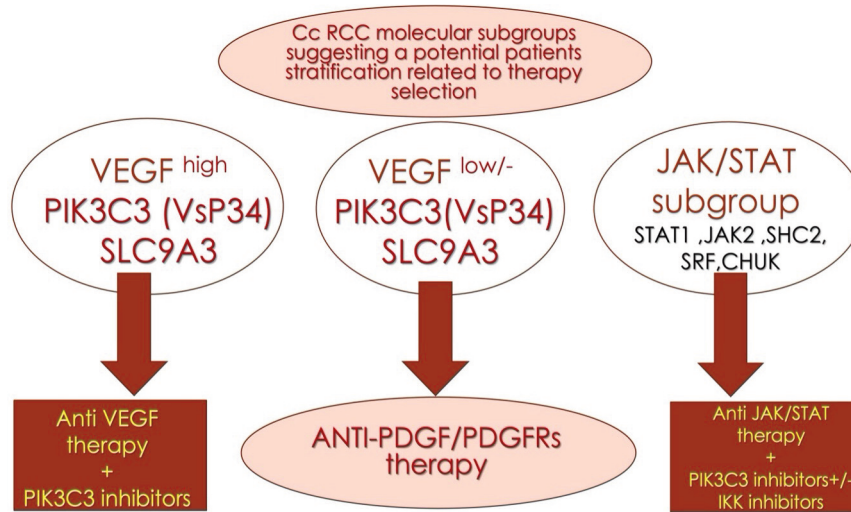 Cc RCC molecular subgroups
suggesting a potential patients
stratification related to therapy
selection
VEGF high
PIK3C3 (VsP34)
SLC9A3
VEGF low/-
PIK3C3(VsP34)
SLC9A3
JAK/STAT
subgroup
STAT1 ,JAK2 ,SHC2,
SRF,CHUK
Anti VEGF
therapy
+
PIK3C3 inhibitors
ANTI-PDGF/PDGFRs
therapy
Anti JAK/STAT
therapy
+
PIK3C3 inhibitors+/-
IKK inhibitors